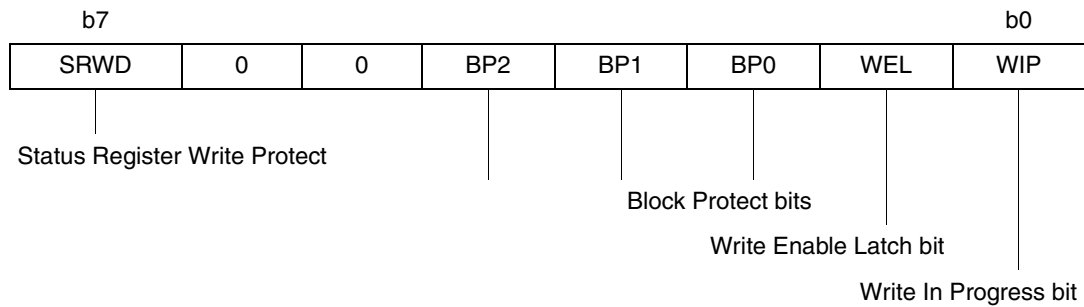 b7 b0
SRWD 0 0 BP2 BP1 BP0 WEL WIP
Status Register Write Protect
Block Protect bits
Write Enable Latch bit
Write In Progress bit